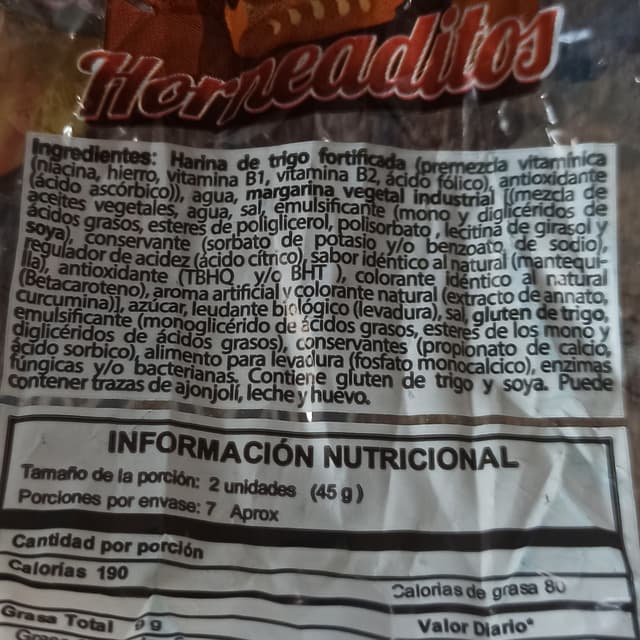 Horneaditos
Ingredientes: Harina de trigo fortificada (premezcla vitamínica
(niacina, hierro, vitamina B1, vitamina B2, ácido fólico), antioxidante
(ácido ascórbico)), agua, margarina vegetal industrial [(mezcla de
aceites vegetales, agua, sal, emulsificante (mono y diglicéridos de
ácidos grasos, esteres de poliglicerol, polisorbato, lecitina de girasol y
soya), conservante (sorbato de potasio y/o benzoato de sodio),
regulador de acidez (ácido cítrico), sabor idéntico al natural (mantequi-
lla), antioxidante (TBHQ y/o BHT ), colorante idéntico al natural
(Betacaroteno), aroma artificial y colorante natural (extracto de annato,
curcumina)], azúcar, leudante biológico (levadura), sal, gluten de trigo,
emulsificante (monoglicérido de ácidos grasos, esteres de los mono y
diglicéridos de ácidos grasos), conservantes (propionato de calcio,
ácido sorbico), alimento para levadura (fosfato monocalcico), enzimas
fúngicas y/o bacterianas. Contiene gluten de trigo y soya. Puede
contener trazas de ajonjolí, leche y huevo.
INFORMACIÓN NUTRICIONAL
Tamaño de la porción: 2 unidades (45 g)
Porciones por envase: 7 Aprox
Cantidad por porción
Calorías 190
Calorias de grasa 80
Grasa Total 9 g
Valor Diario*